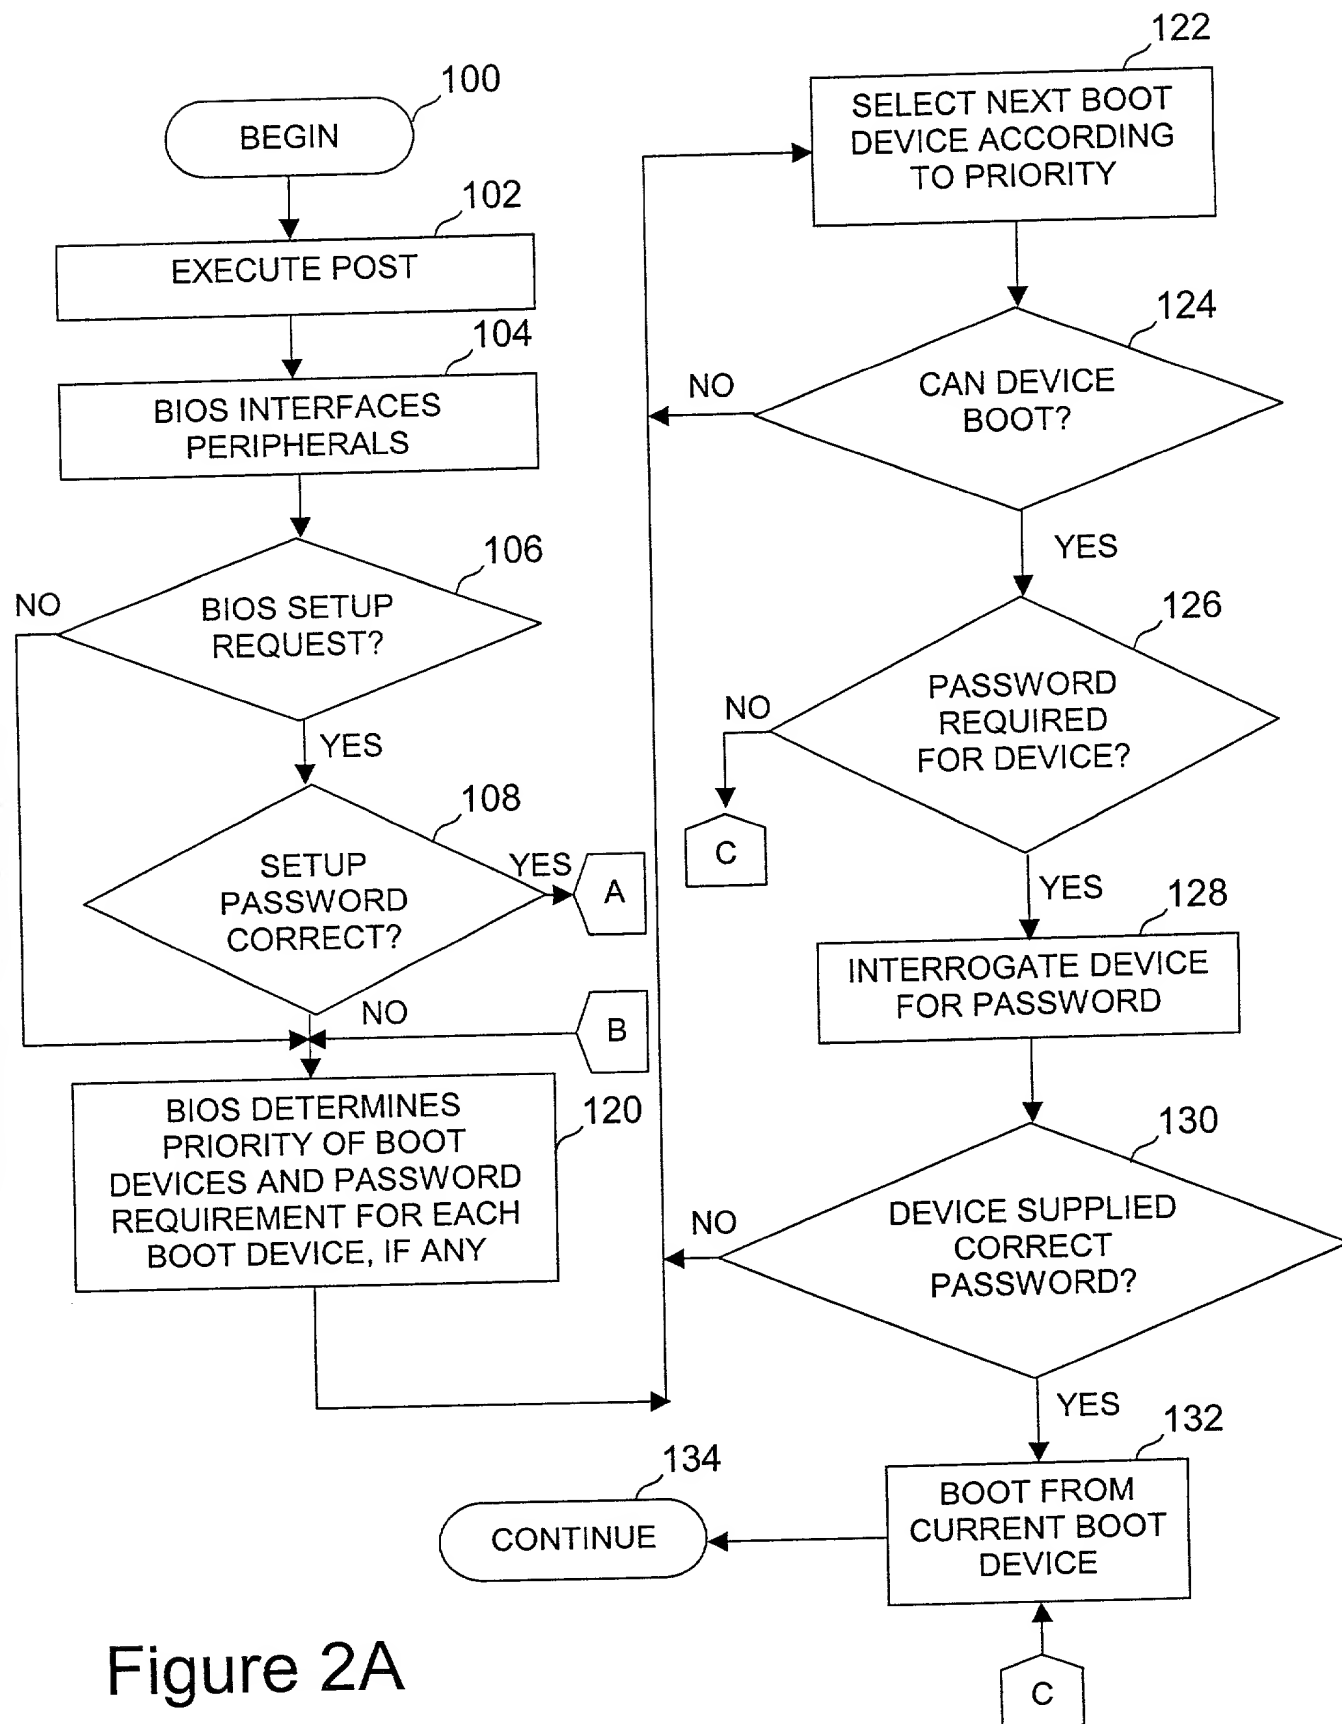 100
BEGIN
102
EXECUTE POST
104
BIOS INTERFACES
PERIPHERALS
106
NO
BIOS SETUP
REQUEST?
YES
108
SETUP
PASSWORD
CORRECT?
YES
A
NO
B
120
BIOS DETERMINES
PRIORITY OF BOOT
DEVICES AND PASSWORD
REQUIREMENT FOR EACH
BOOT DEVICE, IF ANY
122
SELECT NEXT BOOT
DEVICE ACCORDING
TO PRIORITY
124
NO
CAN DEVICE
BOOT?
YES
126
NO
PASSWORD
REQUIRED
FOR DEVICE?
C
YES
128
INTERROGATE DEVICE
FOR PASSWORD
130
NO
DEVICE SUPPLIED
CORRECT
PASSWORD?
YES
132
BOOT FROM
CURRENT BOOT
DEVICE
134
CONTINUE
C
Figure 2A